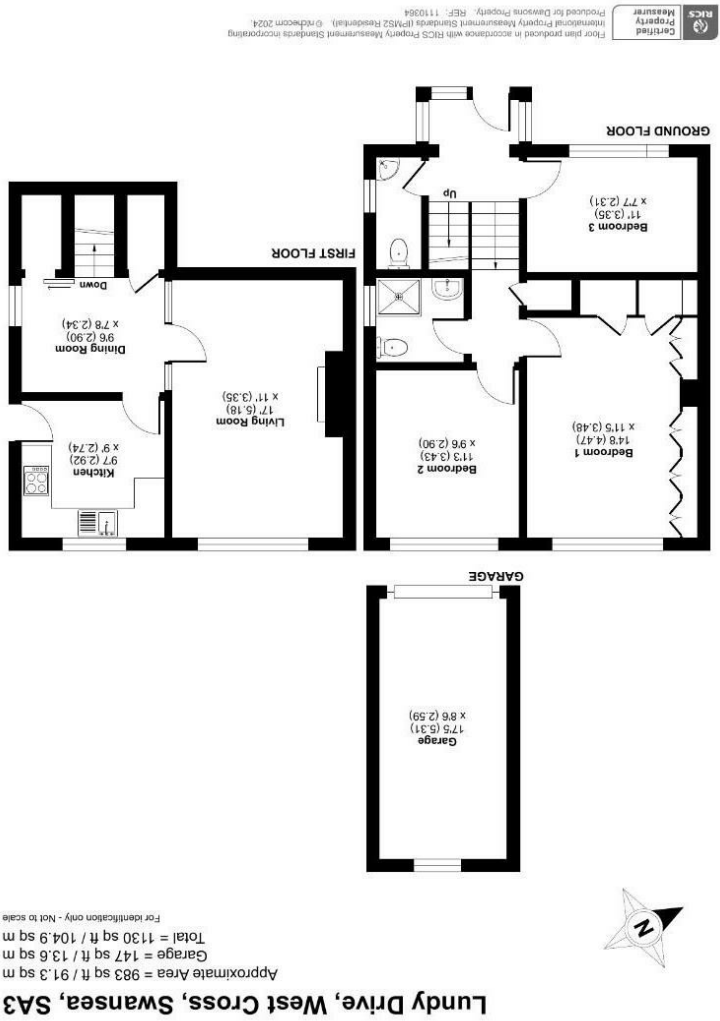 Lundy Drive, West Cross, Swansea, SA3
Approximate Area = 983 sq ft / 91.3 sq m
Garage = 147 sq ft / 13.6 sq m
Total = 1130 sq ft / 104.9 sq m
For identification only - Not to scale
N
Garage
17'5 (5.31)
x 8'6 (2.59)
GARAGE
Bedroom 1
14'8 (4.47)
x 11'5 (3.48)
Bedroom 2
11'3 (3.43)
x 9'6 (2.90)
Up
Bedroom 3
11' (3.35)
x 7'7 (2.31)
GROUND FLOOR
Living Room
17' (5.18)
x 11' (3.35)
Kitchen
9'7 (2.92)
x 9' (2.74)
Dining Room
9'6 (2.90)
x 7'8 (2.34)
Down
FIRST FLOOR
RICS
Certified
Property
Measurer
Floor plan produced in accordance with RICS Property Measurement Standards incorporating
International Property Measurement Standards (IPMS2 Residential). © nichecom 2024.
Produced for Dawsons Property. REF: 1110364